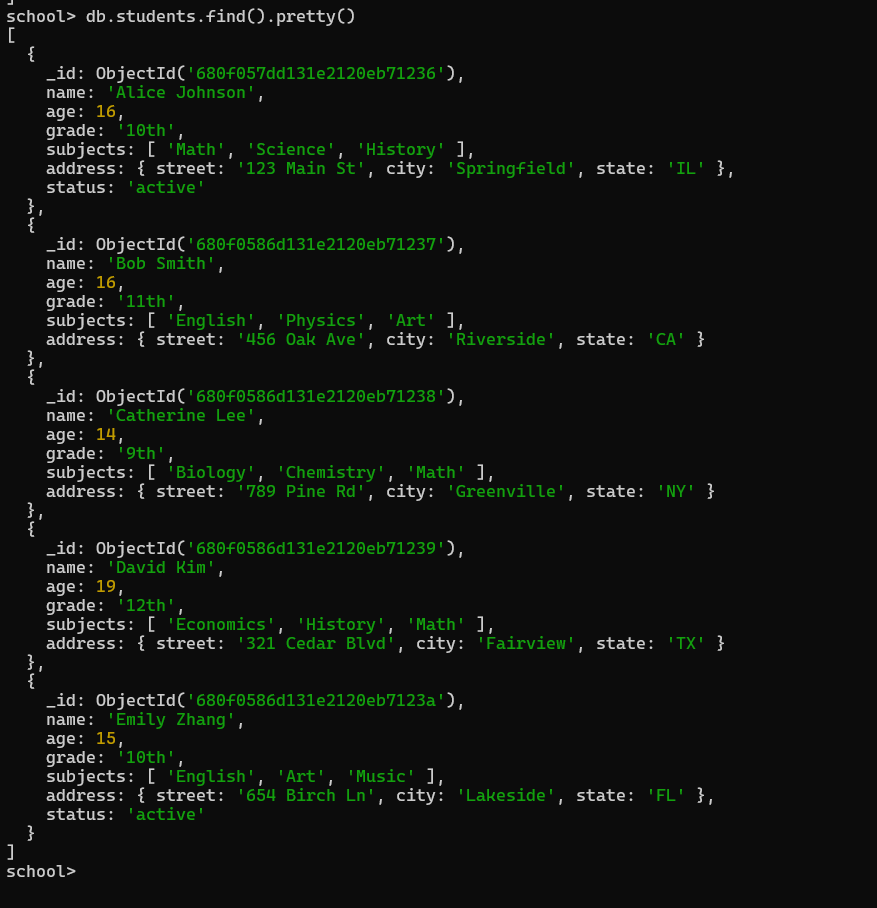 ]
school> db.students.find().pretty()
[
  {
    _id: ObjectId('680f057dd131e2120eb71236'),
    name: 'Alice Johnson',
    age: 16,
    grade: '10th',
    subjects: [ 'Math', 'Science', 'History' ],
    address: { street: '123 Main St', city: 'Springfield', state: 'IL' },
    status: 'active'
  },
  {
    _id: ObjectId('680f0586d131e2120eb71237'),
    name: 'Bob Smith',
    age: 16,
    grade: '11th',
    subjects: [ 'English', 'Physics', 'Art' ],
    address: { street: '456 Oak Ave', city: 'Riverside', state: 'CA' }
  },
  {
    _id: ObjectId('680f0586d131e2120eb71238'),
    name: 'Catherine Lee',
    age: 14,
    grade: '9th',
    subjects: [ 'Biology', 'Chemistry', 'Math' ],
    address: { street: '789 Pine Rd', city: 'Greenville', state: 'NY' }
  },
  {
    _id: ObjectId('680f0586d131e2120eb71239'),
    name: 'David Kim',
    age: 19,
    grade: '12th',
    subjects: [ 'Economics', 'History', 'Math' ],
    address: { street: '321 Cedar Blvd', city: 'Fairview', state: 'TX' }
  },
  {
    _id: ObjectId('680f0586d131e2120eb7123a'),
    name: 'Emily Zhang',
    age: 15,
    grade: '10th',
    subjects: [ 'English', 'Art', 'Music' ],
    address: { street: '654 Birch Ln', city: 'Lakeside', state: 'FL' },
    status: 'active'
  }
]
school>